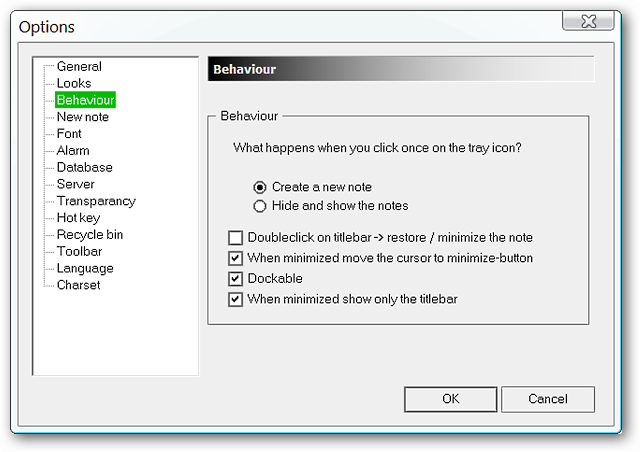 Options
General
Looks
Behaviour
New note
Font
Alarm
Database
Server
Transparancy
Hot key
Recycle bin
Toolbar
Language
Charset
Behaviour
Behaviour
What happens when you click once on the tray icon?
Create a new note
Hide and show the notes
Doubleclick on titlebar -> restore / minimize the note
When minimized move the cursor to minimize-button
Dockable
When minimized show only the titlebar
OK
Cancel